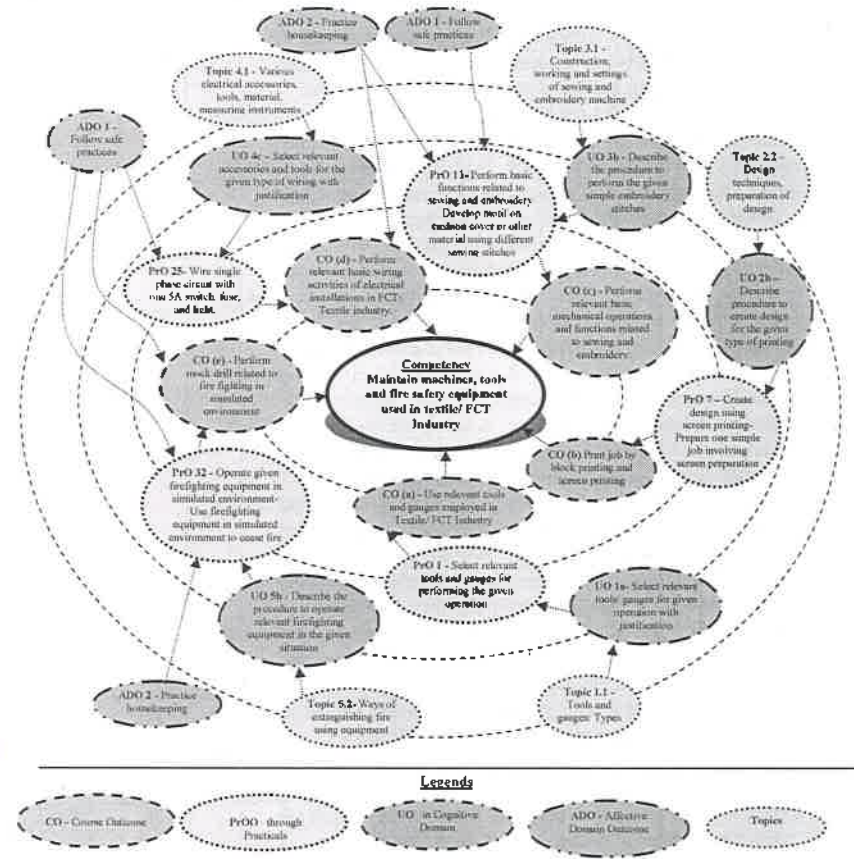 ADO 2 - Practice
housekeeping
ADO 1 - Follow
safe practices
Topic 3.1 -
Construction,
working and settings
of sewing and
embroidery machine
Topic 4.1 - Various
electrical accessories,
tools, material,
measuring instruments
ADO 1 -
Follow safe
practices
UO 4c - Select relevant
accessories and tools for the
given type of wiring with
justification
PrO 11- Perform basic
functions related to
sewing and embroidery.
Develop motif on
cushion cover or other
material using different
sewing stitches
UO 3b - Describe
the procedure to
perform the given
simple embroidery
stitches
Topic 2.2 -
Design
techniques,
preparation of
design
PrO 25- Wire single
phase circuit with
one 5A switch, fuse,
and light.
CO (d) - Perform
relevant basic wiring
activities of electrical
installations in FCT/
Textile industry.
CO (c) - Perform
relevant basic
mechanical operations
and functions related
to sewing and
embroidery.
UO 2b -
Describe
procedure to
create design
for the given
type of printing
CO (e) - Perform
mock drill related to
fire fighting in
simulated
environment
Competency
Maintain machines, tools
and fire safety equipment
used in textile/ FCT
Industry
PrO 7 - Create
design using
screen printing-
Prepare one simple
job involving
screen preparation
CO (b) Print job by
block printing and
screen printing
PrO 32 - Operate given
firefighting equipment in
simulated environment-
Use firefighting
equipment in simulated
environment to cease fire
CO (a) - Use relevant tools
and gauges employed in
Textile/ FCT Industry
PrO 1 - Select relevant
tools and gauges for
performing the given
operation
UO 5b - Describe the
procedure to operate
relevant firefighting
equipment in the given
situation
UO 1a- Select relevant
tools/ gauges for given
operation with
justification
ADO 2 - Practice
housekeeping
Topic 5.2- Ways of
extinguishing fire
using equipment
Topic 1.1 -
Tools and
gauges: Types
Legends
CO - Course Outcome
PrOO - through
Practicals
UO in Cognitive
Domain
ADO - Affective
Domain Outcome
Topics